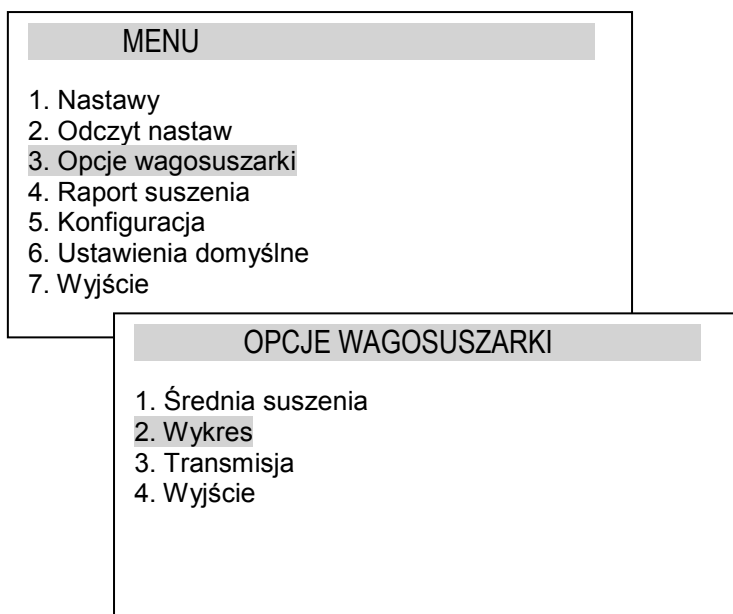 MENU
1. Nastawy
2. Odczyt nastaw
3. Opcje wagosuszarki
4. Raport suszenia
5. Konfiguracja
6. Ustawienia domyślne
7. Wyjście
OPCJE WAGOSUSZARKI
1. Średnia suszenia
2. Wykres
3. Transmisja
4. Wyjście